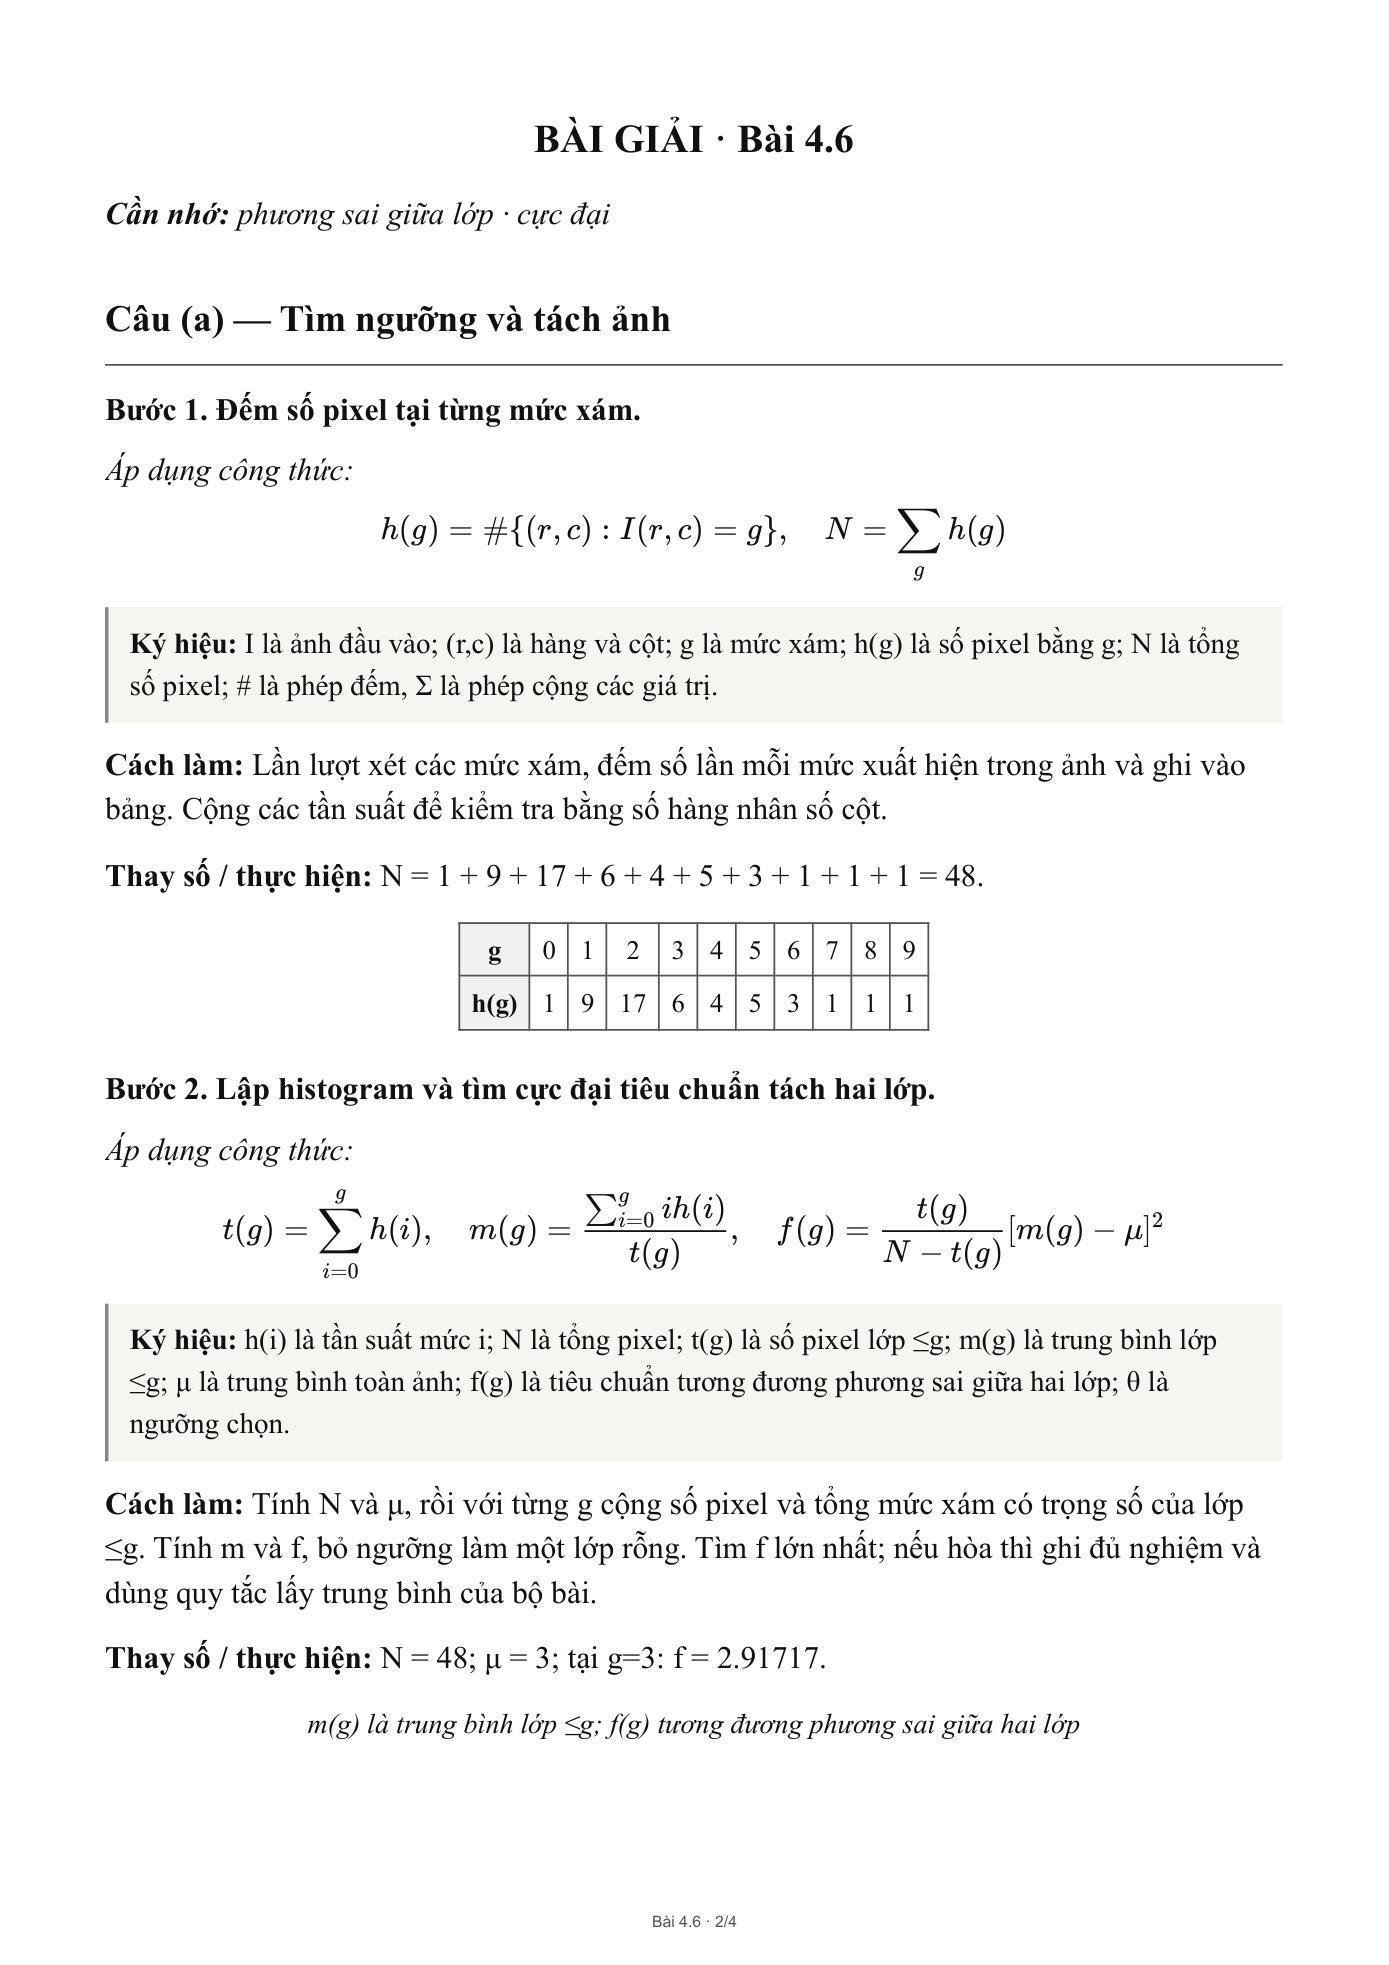 BÀI GIẢI · Bài 4.6
Cần nhớ: phương sai giữa lớp · cực đại
Câu (a) — Tìm ngưỡng và tách ảnh
Bước 1. Đếm số pixel tại từng mức xám.
Áp dụng công thức:
h(g) = #{(r, c) : I(r, c) = g},    N = ∑_g h(g)
Ký hiệu: I là ảnh đầu vào; (r,c) là hàng và cột; g là mức xám; h(g) là số pixel bằng g; N là tổng
số pixel; # là phép đếm, Σ là phép cộng các giá trị.
Cách làm: Lần lượt xét các mức xám, đếm số lần mỗi mức xuất hiện trong ảnh và ghi vào
bảng. Cộng các tần suất để kiểm tra bằng số hàng nhân số cột.
Thay số / thực hiện: N = 1 + 9 + 17 + 6 + 4 + 5 + 3 + 1 + 1 + 1 = 48.
g 0 1 2 3 4 5 6 7 8 9
h(g) 1 9 17 6 4 5 3 1 1 1
Bước 2. Lập histogram và tìm cực đại tiêu chuẩn tách hai lớp.
Áp dụng công thức:
t(g) = ∑_{i=0}^{g} h(i),    m(g) = \frac{∑_{i=0}^{g} ih(i)}{t(g)},    f(g) = \frac{t(g)}{N − t(g)}[m(g) − μ]^2
Ký hiệu: h(i) là tần suất mức i; N là tổng pixel; t(g) là số pixel lớp ≤g; m(g) là trung bình lớp
≤g; μ là trung bình toàn ảnh; f(g) là tiêu chuẩn tương đương phương sai giữa hai lớp; θ là
ngưỡng chọn.
Cách làm: Tính N và μ, rồi với từng g cộng số pixel và tổng mức xám có trọng số của lớp
≤g. Tính m và f, bỏ ngưỡng làm một lớp rỗng. Tìm f lớn nhất; nếu hòa thì ghi đủ nghiệm và
dùng quy tắc lấy trung bình của bộ bài.
Thay số / thực hiện: N = 48; μ = 3; tại g=3: f = 2.91717.
m(g) là trung bình lớp ≤g; f(g) tương đương phương sai giữa hai lớp
Bài 4.6 · 2/4